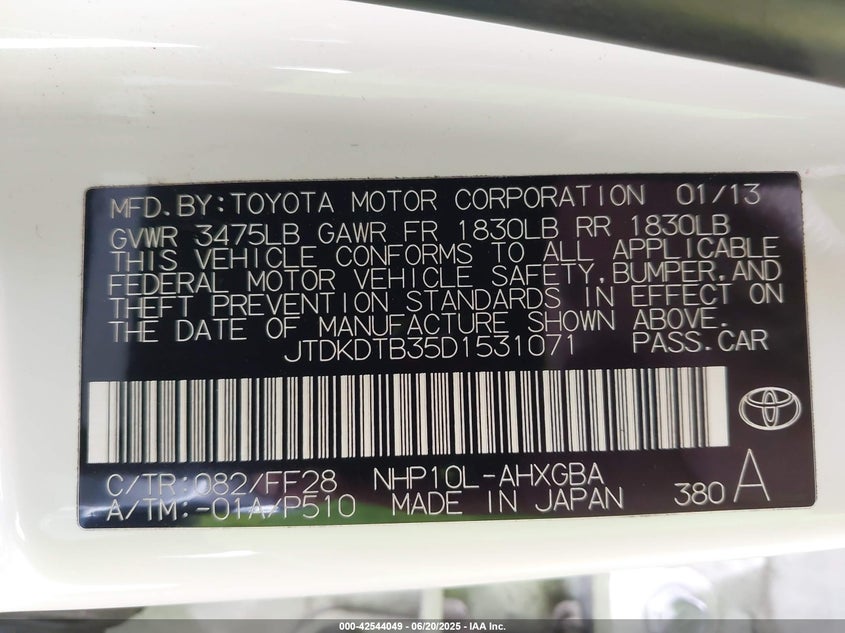 MFD.BY:TOYOTA MOTOR CORPORATION 01/13
GVWR 3475LB GAWR FR 1830LB RR 1830LB
THIS VEHICLE CONFORMS TO ALL APPLICABLE
FEDERAL MOTOR VEHICLE SAFETY,BUMPER,AND
THEFT PREVENTION STANDARDS IN EFFECT ON
THE DATE OF MANUFACTURE SHOWN ABOVE.
JTDKDTB35D1531071 PASS.CAR
C/TR:082/FF28 NHP10L-AHXGBA
A/TM:-01A/P510 MADE IN JAPAN 380 A
000-42544049 - 06/20/2025 - IAA Inc.